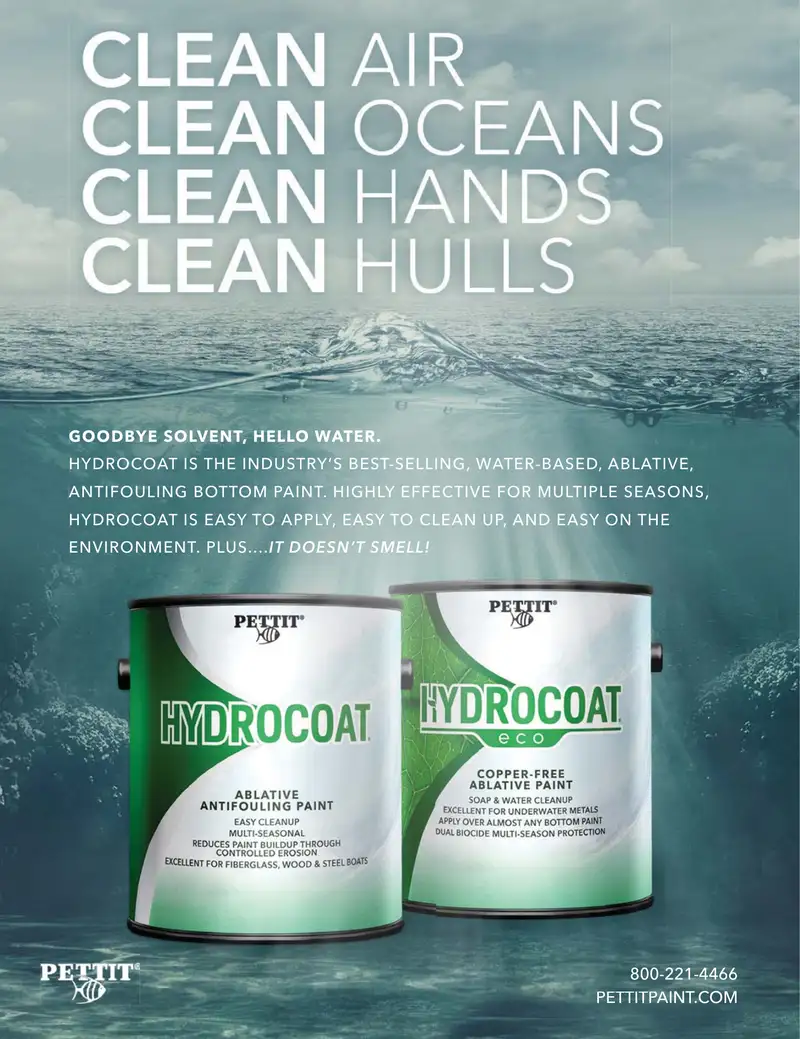 CLEAN AIR
CLEAN OCEANS
CLEAN HANDS
CLEAN HULLS
GOODBYE SOLVENT, HELLO WATER.
HYDROCOAT IS THE INDUSTRY'S BEST-SELLING, WATER-BASED, ABLATIVE,
ANTIFOULING BOTTOM PAINT. HIGHLY EFFECTIVE FOR MULTIPLE SEASONS,
HYDROCOAT IS EASY TO APPLY, EASY TO CLEAN UP, AND EASY ON THE
ENVIRONMENT. PLUS....IT DOESN'T SMELL!
PETTIT®
HYDROCOAT®
ABLATIVE
ANTIFOULING PAINT
EASY CLEANUP
MULTI-SEASONAL
REDUCES PAINT BUILDUP THROUGH
CONTROLLED EROSION
EXCELLENT FOR FIBERGLASS, WOOD & STEEL BOATS
PETTIT®
HYDROCOAT®
eco
COPPER-FREE
ABLATIVE PAINT
SOAP & WATER CLEANUP
EXCELLENT FOR UNDERWATER METALS
APPLY OVER ALMOST ANY BOTTOM PAINT
DUAL BIOCIDE MULTI-SEASON PROTECTION
PETTIT®
800-221-4466
PETTITPAINT.COM